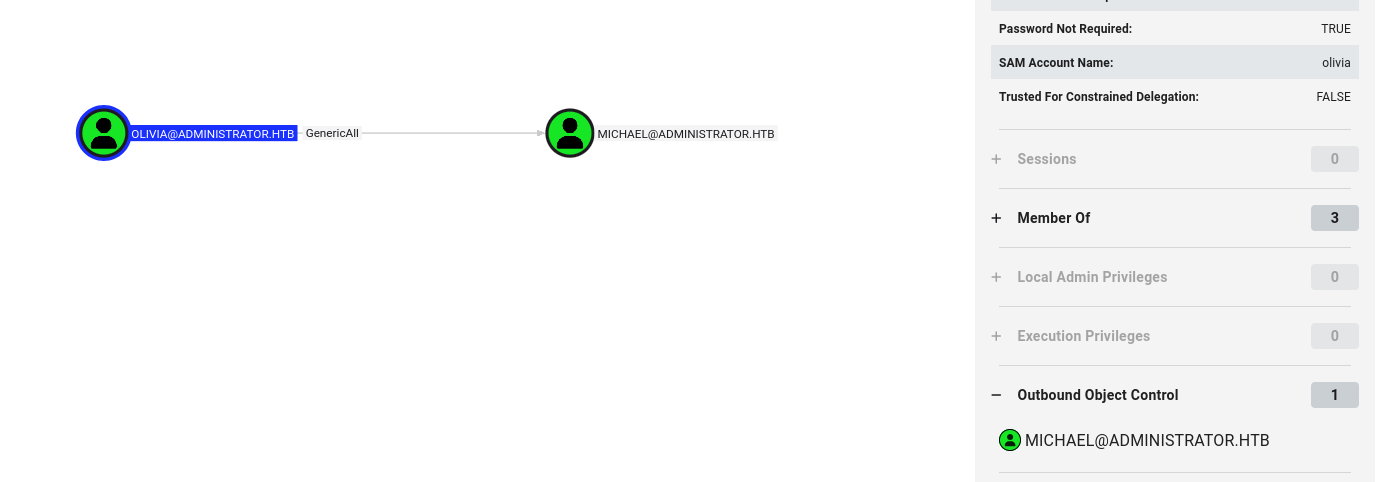 Password Not Required: TRUE
SAM Account Name: olivia
Trusted For Constrained Delegation: FALSE
OLIVIA@ADMINISTRATOR.HTB GenericAll MICHAEL@ADMINISTRATOR.HTB
Sessions 0
Member Of 3
Local Admin Privileges 0
Execution Privileges 0
Outbound Object Control 1
MICHAEL@ADMINISTRATOR.HTB